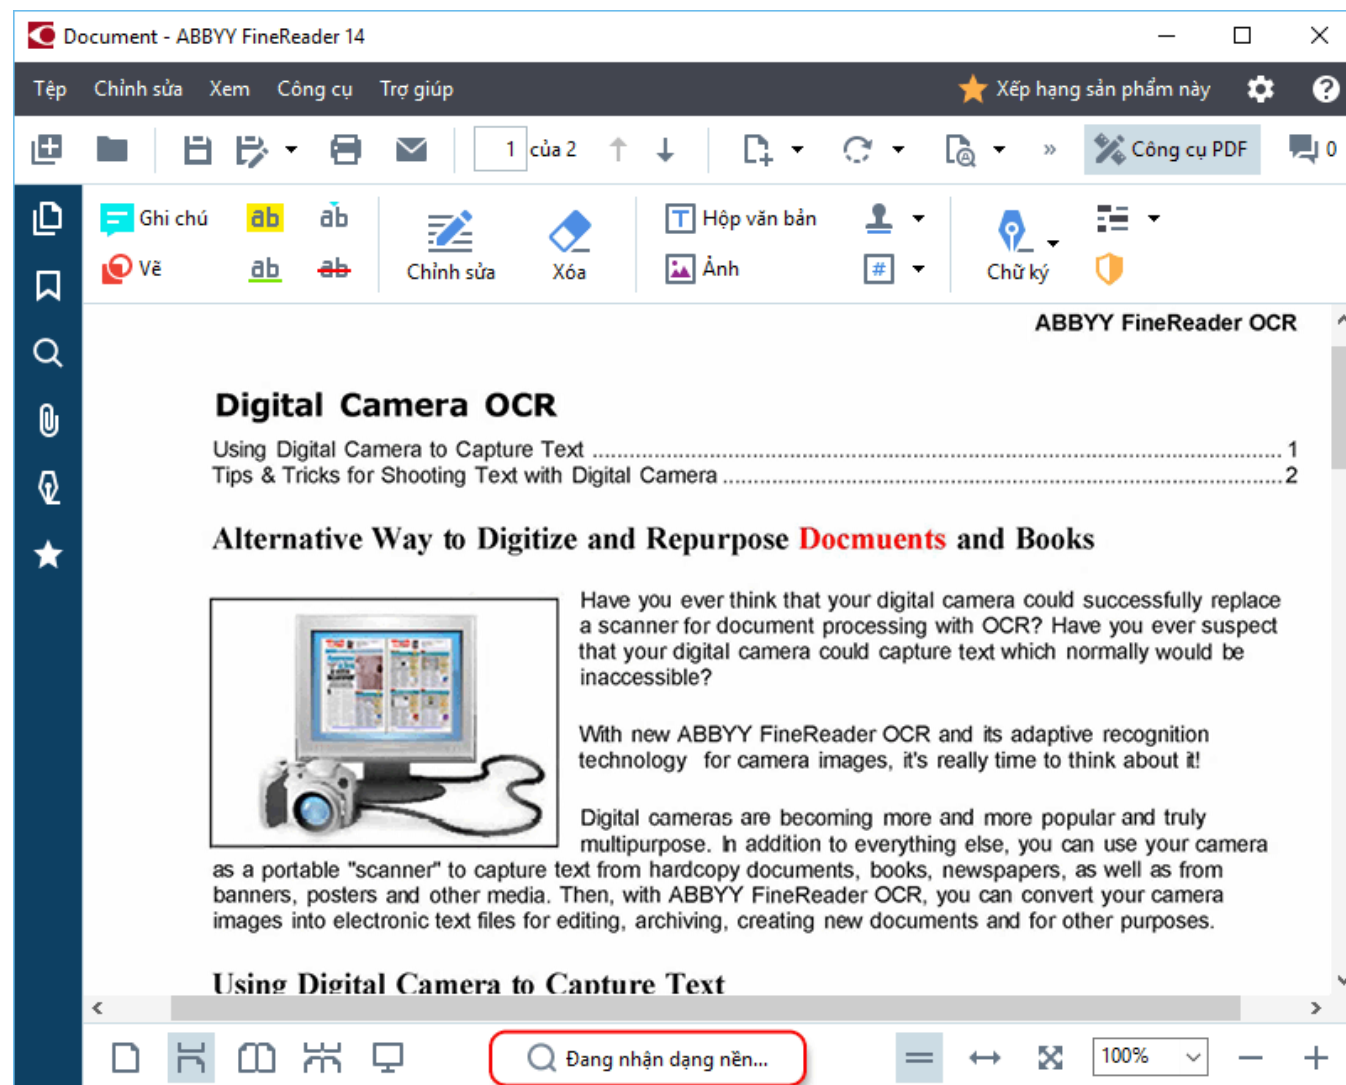 Document - ABBYY FineReader 14
Tệp Chỉnh sửa Xem Công cụ Trợ giúp Xếp hạng sản phẩm này
1 của 2 Công cụ PDF 0
Ghi chú ab ab Hộp văn bản
Vẽ ab ab Chỉnh sửa Xóa Ảnh # Chữ ký
ABBYY FineReader OCR
Digital Camera OCR
Using Digital Camera to Capture Text ........................................................ 1
Tips & Tricks for Shooting Text with Digital Camera ........................................................ 2
Alternative Way to Digitize and Repurpose Docmuents and Books
Have you ever think that your digital camera could successfully replace
a scanner for document processing with OCR? Have you ever suspect
that your digital camera could capture text which normally would be
inaccessible?
With new ABBYY FineReader OCR and its adaptive recognition
technology for camera images, it's really time to think about it!
Digital cameras are becoming more and more popular and truly
multipurpose. In addition to everything else, you can use your camera
as a portable "scanner" to capture text from hardcopy documents, books, newspapers, as well as from
banners, posters and other media. Then, with ABBYY FineReader OCR, you can convert your camera
images into electronic text files for editing, archiving, creating new documents and for other purposes.
Using Digital Camera to Capture Text
Đang nhận dạng nền... 100%